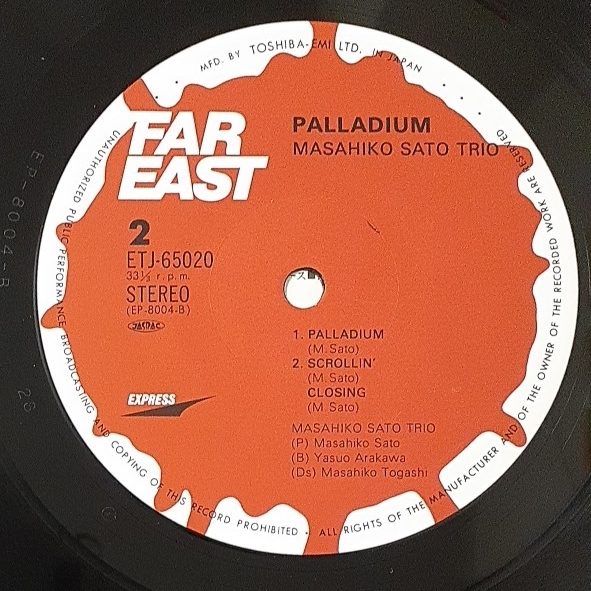 MFD. BY TOSHIBA-EMI LTD. IN JAPAN
FAR
EAST
PALLADIUM
MASAHIKO SATO TRIO
2
ETJ-65020
33⅓ r.p.m.
STEREO
(EP-8004-B)
JASRAC
1. PALLADIUM
(M. Sato)
2. SCROLLIN'
(M. Sato)
CLOSING
(M. Sato)
MASAHIKO SATO TRIO
(P) Masahiko Sato
(B) Yasuo Arakawa
(Ds) Masahiko Togashi
EXPRESS
UNAUTHORIZED PUBLIC PERFORMANCE BROADCASTING AND COPYING OF THIS RECORD PROHIBITED · ALL RIGHTS OF THE MANUFACTURER AND OF THE OWNER OF THE RECORDED WORK ARE RESERVED
EP-8004-B
2S